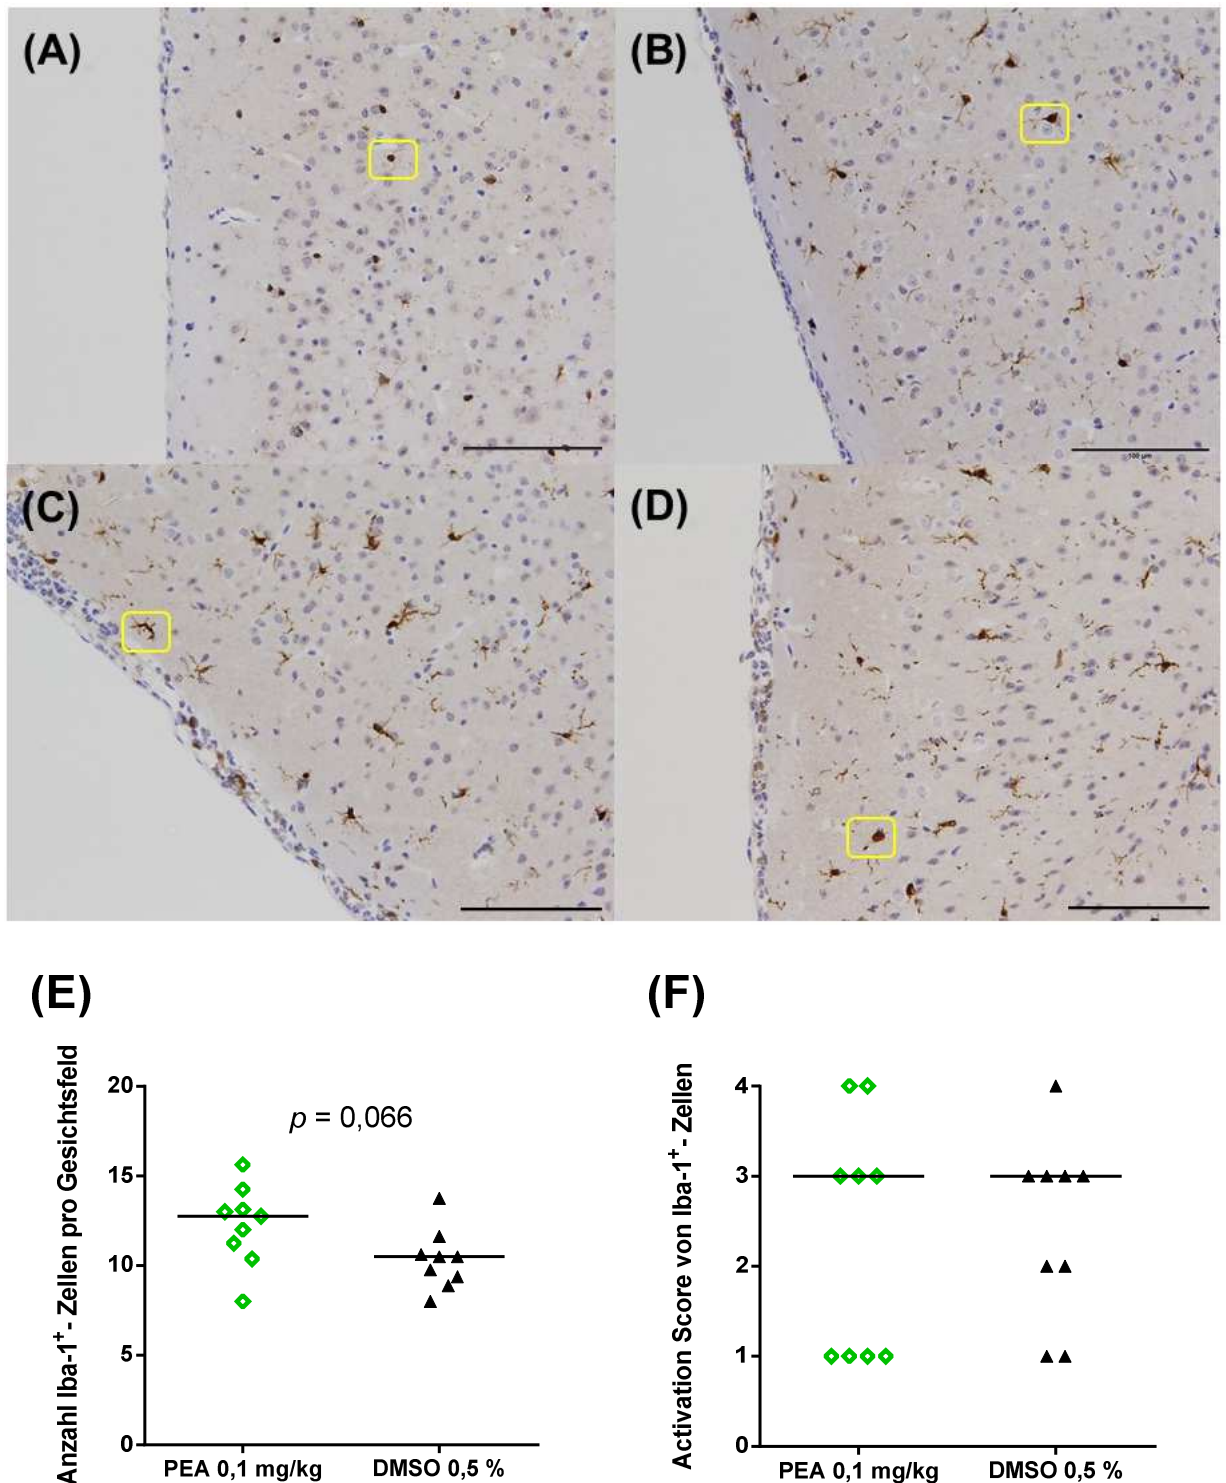 (A)
(B)
100 µm
(C)
(D)
(E)
(F)
Anzahl Iba-1⁺- Zellen pro Gesichtsfeld
20
15
10
5
0
p = 0,066
PEA 0,1 mg/kg
DMSO 0,5 %
Activation Score von Iba-1⁺- Zellen
4
3
2
1
0
PEA 0,1 mg/kg
DMSO 0,5 %